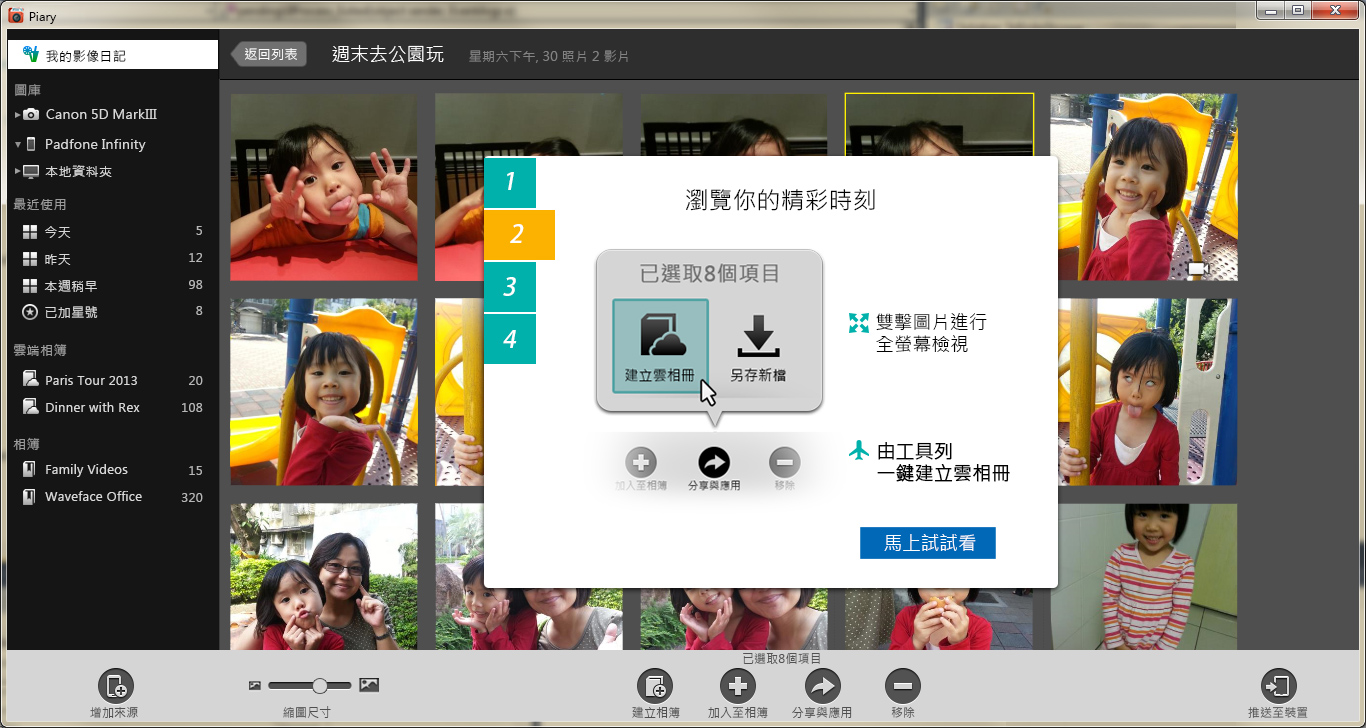 Piary
我的影像日記
圖庫
Canon 5D MarkⅢ
Padfone Infinity
本地資料夾
最近使用
今天 5
昨天 12
本週稍早 98
已加星號 8
雲端相簿
Paris Tour 2013 20
Dinner with Rex 108
相簿
Family Videos 15
Waveface Office 320
返回列表 週末去公園玩 星期六下午, 30 照片 2 影片
1
2
3
4
瀏覽你的精彩時刻
已選取8個項目
建立雲相冊 另存新檔
加入至相簿 分享與應用 移除
雙擊圖片進行
全螢幕檢視
由工具列
一鍵建立雲相冊
馬上試試看
已選取8個項目
增加來源 縮圖尺寸 建立相簿 加入至相簿 分享與應用 移除 推送至裝置